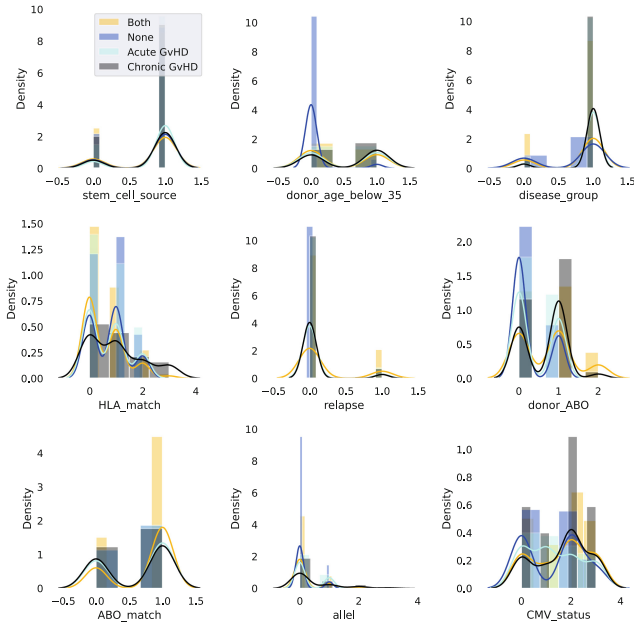 Both
None
Acute GvHD
Chronic GvHD
Density
10
8
6
4
2
0
−0.5 0.0 0.5 1.0 1.5
stem_cell_source
Density
10
8
6
4
2
0
−0.5 0.0 0.5 1.0 1.5
donor_age_below_35
Density
10
8
6
4
2
0
−0.5 0.0 0.5 1.0 1.5
disease_group
Density
1.50
1.25
1.00
0.75
0.50
0.25
0.00
0 2 4
HLA_match
Density
10
8
6
4
2
0
−0.5 0.0 0.5 1.0 1.5
relapse
Density
2.0
1.5
1.0
0.5
0.0
0 1 2
donor_ABO
Density
4
3
2
1
0
−0.5 0.0 0.5 1.0 1.5
ABO_match
Density
10
8
6
4
2
0
0 2 4
allel
Density
1.0
0.8
0.6
0.4
0.2
0.0
0 2 4
CMV_status